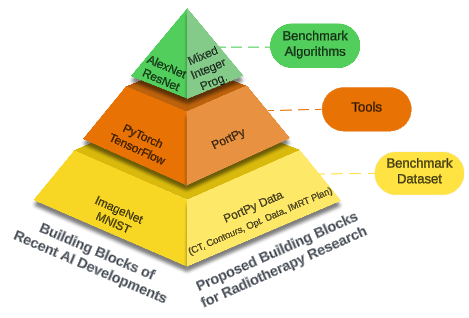 Benchmark
Algorithms
AlexNet
ResNet
Mixed
Integer
Prog.
Tools
PyTorch
TensorFlow
PortPy
Benchmark
Dataset
ImageNet
MNIST
PortPy Data
(CT, Contours, Opt. Data, IMRT Plan)
Building Blocks of
Recent AI Developments
Proposed Building Blocks
for Radiotherapy Research